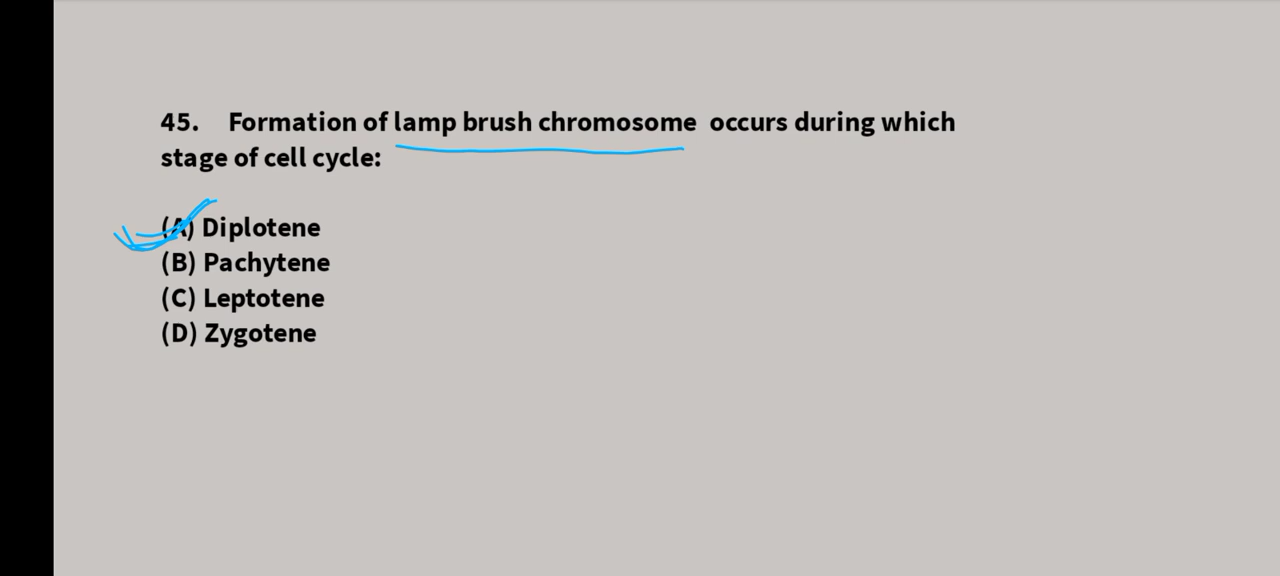 45. Formation of lamp brush chromosome occurs during which
stage of cell cycle:
(A) Diplotene
(B) Pachytene
(C) Leptotene
(D) Zygotene